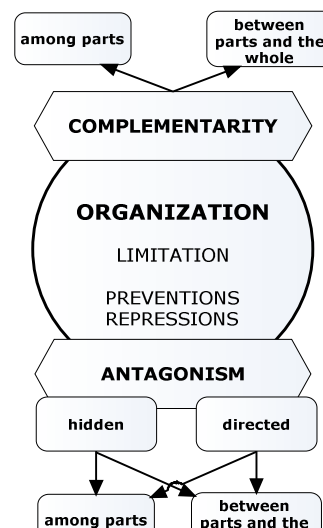 among parts
between
parts and the
whole
COMPLEMENTARITY
ORGANIZATION
LIMITATION
PREVENTIONS
REPRESSIONS
ANTAGONISM
hidden
directed
among parts
between
parts and the